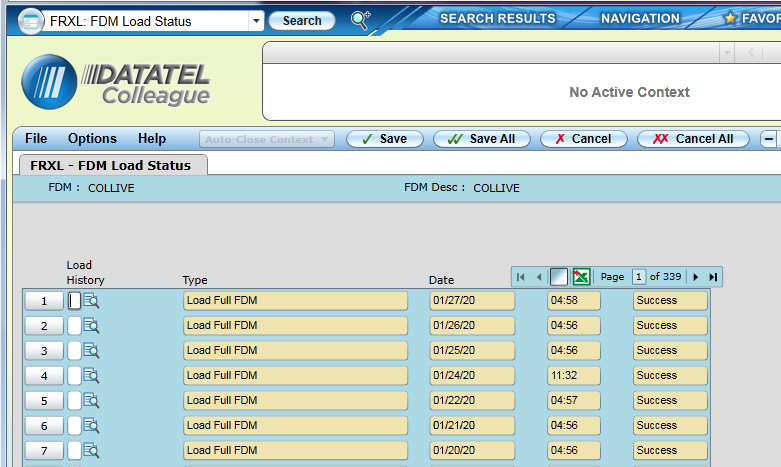 FRXL: FDM Load Status Search SEARCH RESULTS NAVIGATION FAVOR
DATATEL
Colleague
No Active Context
File Options Help Auto-Close Context Save Save All Cancel Cancel All
FRXL - FDM Load Status
FDM : COLLIVE FDM Desc : COLLIVE
Load
History Type Date Page 1 of 339
1 Load Full FDM 01/27/20 04:58 Success
2 Load Full FDM 01/26/20 04:56 Success
3 Load Full FDM 01/25/20 04:56 Success
4 Load Full FDM 01/24/20 11:32 Success
5 Load Full FDM 01/22/20 04:57 Success
6 Load Full FDM 01/21/20 04:56 Success
7 Load Full FDM 01/20/20 04:56 Success